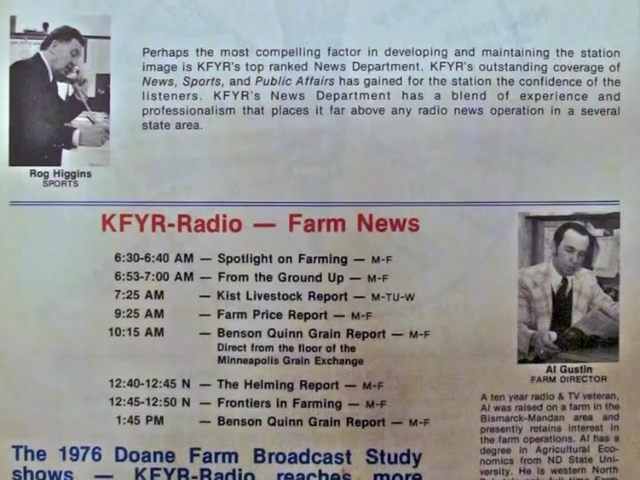 Perhaps the most compelling factor in developing and maintaining the station
image is KFYR's top ranked News Department. KFYR's outstanding coverage of
News, Sports, and Public Affairs has gained for the station the confidence of the
listeners. KFYR's News Department has a blend of experience and
professionalism that places it far above any radio news operation in a several
state area.
Rog Higgins
SPORTS
KFYR-Radio — Farm News
6:30-6:40 AM — Spotlight on Farming — M-F
6:53-7:00 AM — From the Ground Up — M-F
7:25 AM — Kist Livestock Report — M-TU-W
9:25 AM — Farm Price Report — M-F
10:15 AM — Benson Quinn Grain Report — M-F
Direct from the floor of the
Minneapolis Grain Exchange
12:40-12:45 N — The Helming Report — M-F
12:45-12:50 N — Frontiers in Farming — M-F
1:45 PM — Benson Quinn Grain Report — M-F
The 1976 Doane Farm Broadcast Study
shows — KFYR-Radio reaches more
Al Gustin
FARM DIRECTOR
A ten year radio & TV veteran,
Al was raised on a farm in the
Bismarck-Mandan area and
presently retains interest in
the farm operations. Al has a
degree in Agricultural Eco-
nomics from ND State Uni-
versity. He is western North